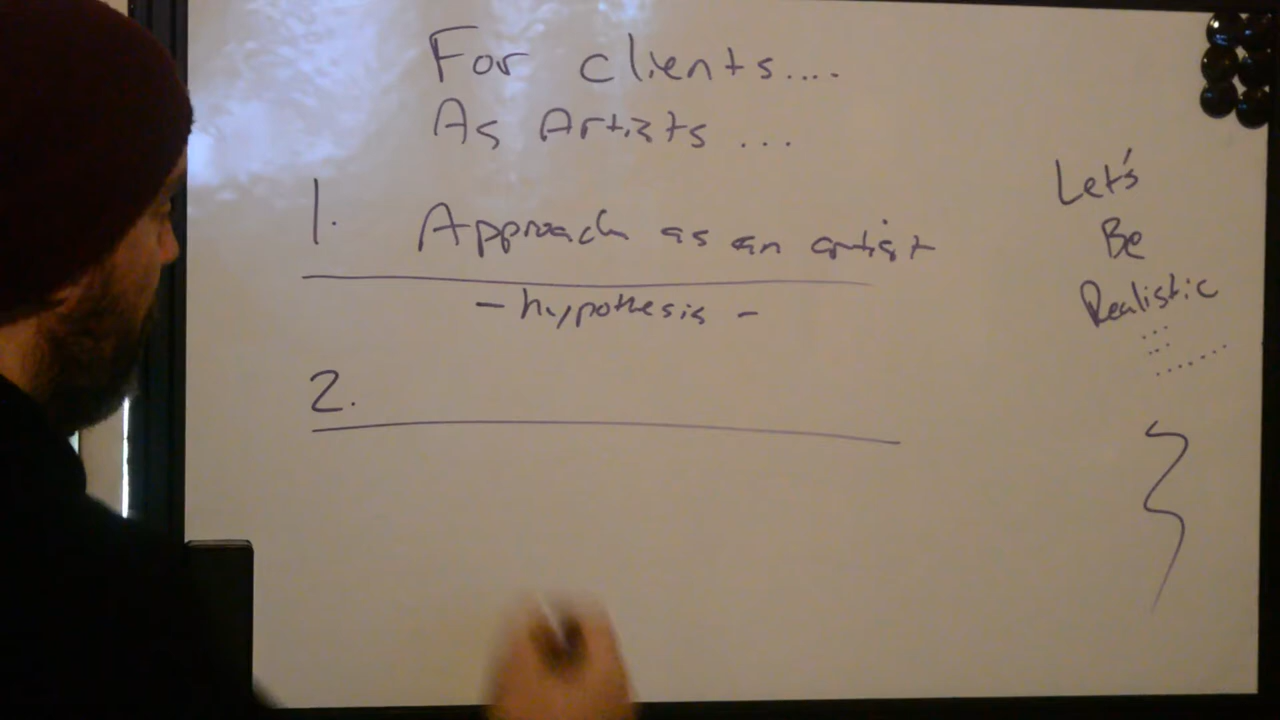 For clients....
As Artists ...
1. Approach as an artist
- hypothesis -
2.
Let's
Be
Realistic